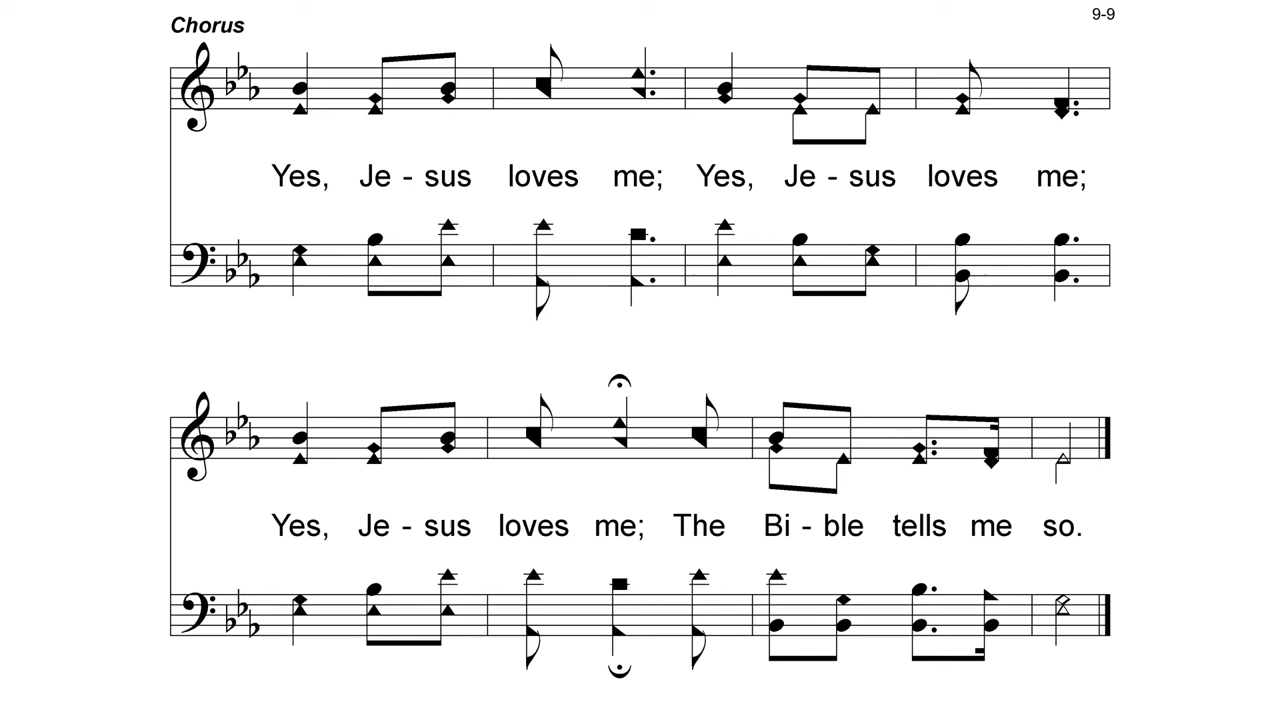 9-9
Chorus
Yes, Je - sus loves me; Yes, Je - sus loves me;
Yes, Je - sus loves me; The Bi - ble tells me so.